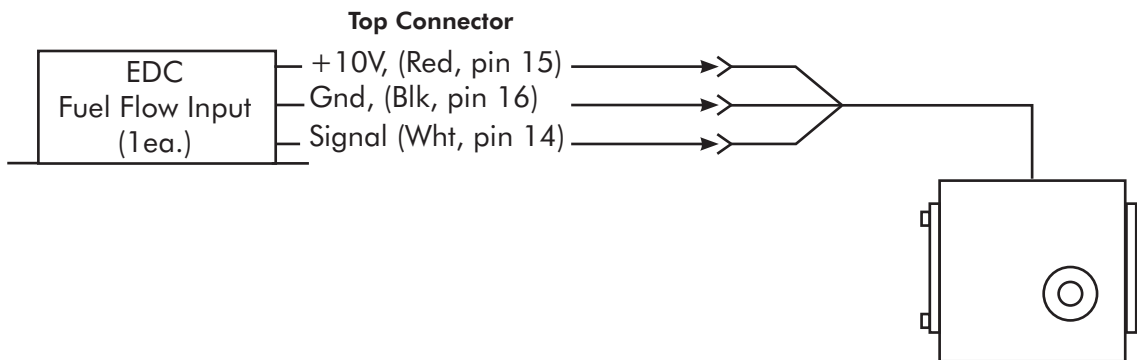 Top Connector
EDC
Fuel Flow Input
(1ea.)
+10V, (Red, pin 15)
Gnd, (Blk, pin 16)
Signal (Wht, pin 14)